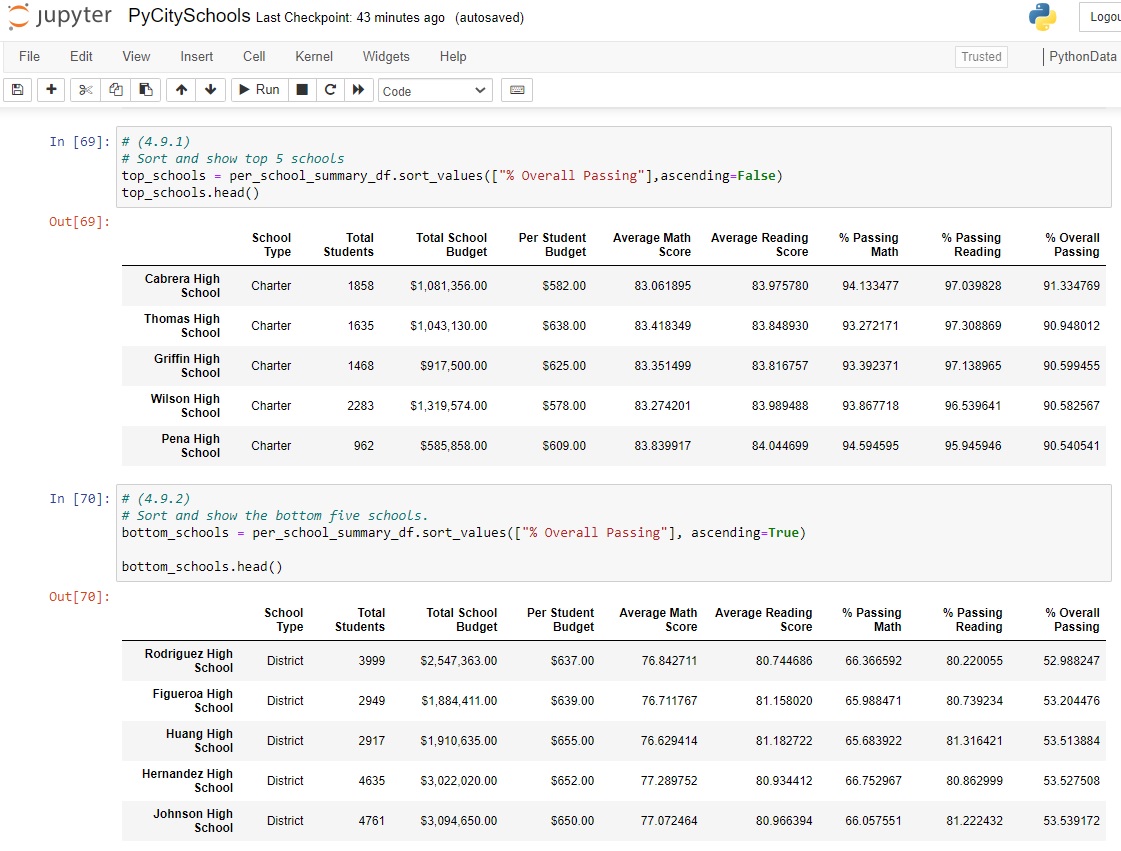 jupyter PyCitySchools Last Checkpoint: 43 minutes ago (autosaved)
File Edit View Insert Cell Kernel Widgets Help Trusted PythonData
Run Code
In [69]: # (4.9.1)
# Sort and show top 5 schools
top_schools = per_school_summary_df.sort_values(["% Overall Passing"],ascending=False)
top_schools.head()
Out[69]:
School Type Total Students Total School Budget Per Student Budget Average Math Score Average Reading Score % Passing Math % Passing Reading % Overall Passing
Cabrera High School Charter 1858 $1,081,356.00 $582.00 83.061895 83.975780 94.133477 97.039828 91.334769
Thomas High School Charter 1635 $1,043,130.00 $638.00 83.418349 83.848930 93.272171 97.308869 90.948012
Griffin High School Charter 1468 $917,500.00 $625.00 83.351499 83.816757 93.392371 97.138965 90.599455
Wilson High School Charter 2283 $1,319,574.00 $578.00 83.274201 83.989488 93.867718 96.539641 90.582567
Pena High School Charter 962 $585,858.00 $609.00 83.839917 84.044699 94.594595 95.945946 90.540541
In [70]: # (4.9.2)
# Sort and show the bottom five schools.
bottom_schools = per_school_summary_df.sort_values(["% Overall Passing"], ascending=True)
bottom_schools.head()
Out[70]:
School Type Total Students Total School Budget Per Student Budget Average Math Score Average Reading Score % Passing Math % Passing Reading % Overall Passing
Rodriguez High School District 3999 $2,547,363.00 $637.00 76.842711 80.744686 66.366592 80.220055 52.988247
Figueroa High School District 2949 $1,884,411.00 $639.00 76.711767 81.158020 65.988471 80.739234 53.204476
Huang High School District 2917 $1,910,635.00 $655.00 76.629414 81.182722 65.683922 81.316421 53.513884
Hernandez High School District 4635 $3,022,020.00 $652.00 77.289752 80.934412 66.752967 80.862999 53.527508
Johnson High School District 4761 $3,094,650.00 $650.00 77.072464 80.966394 66.057551 81.222432 53.539172